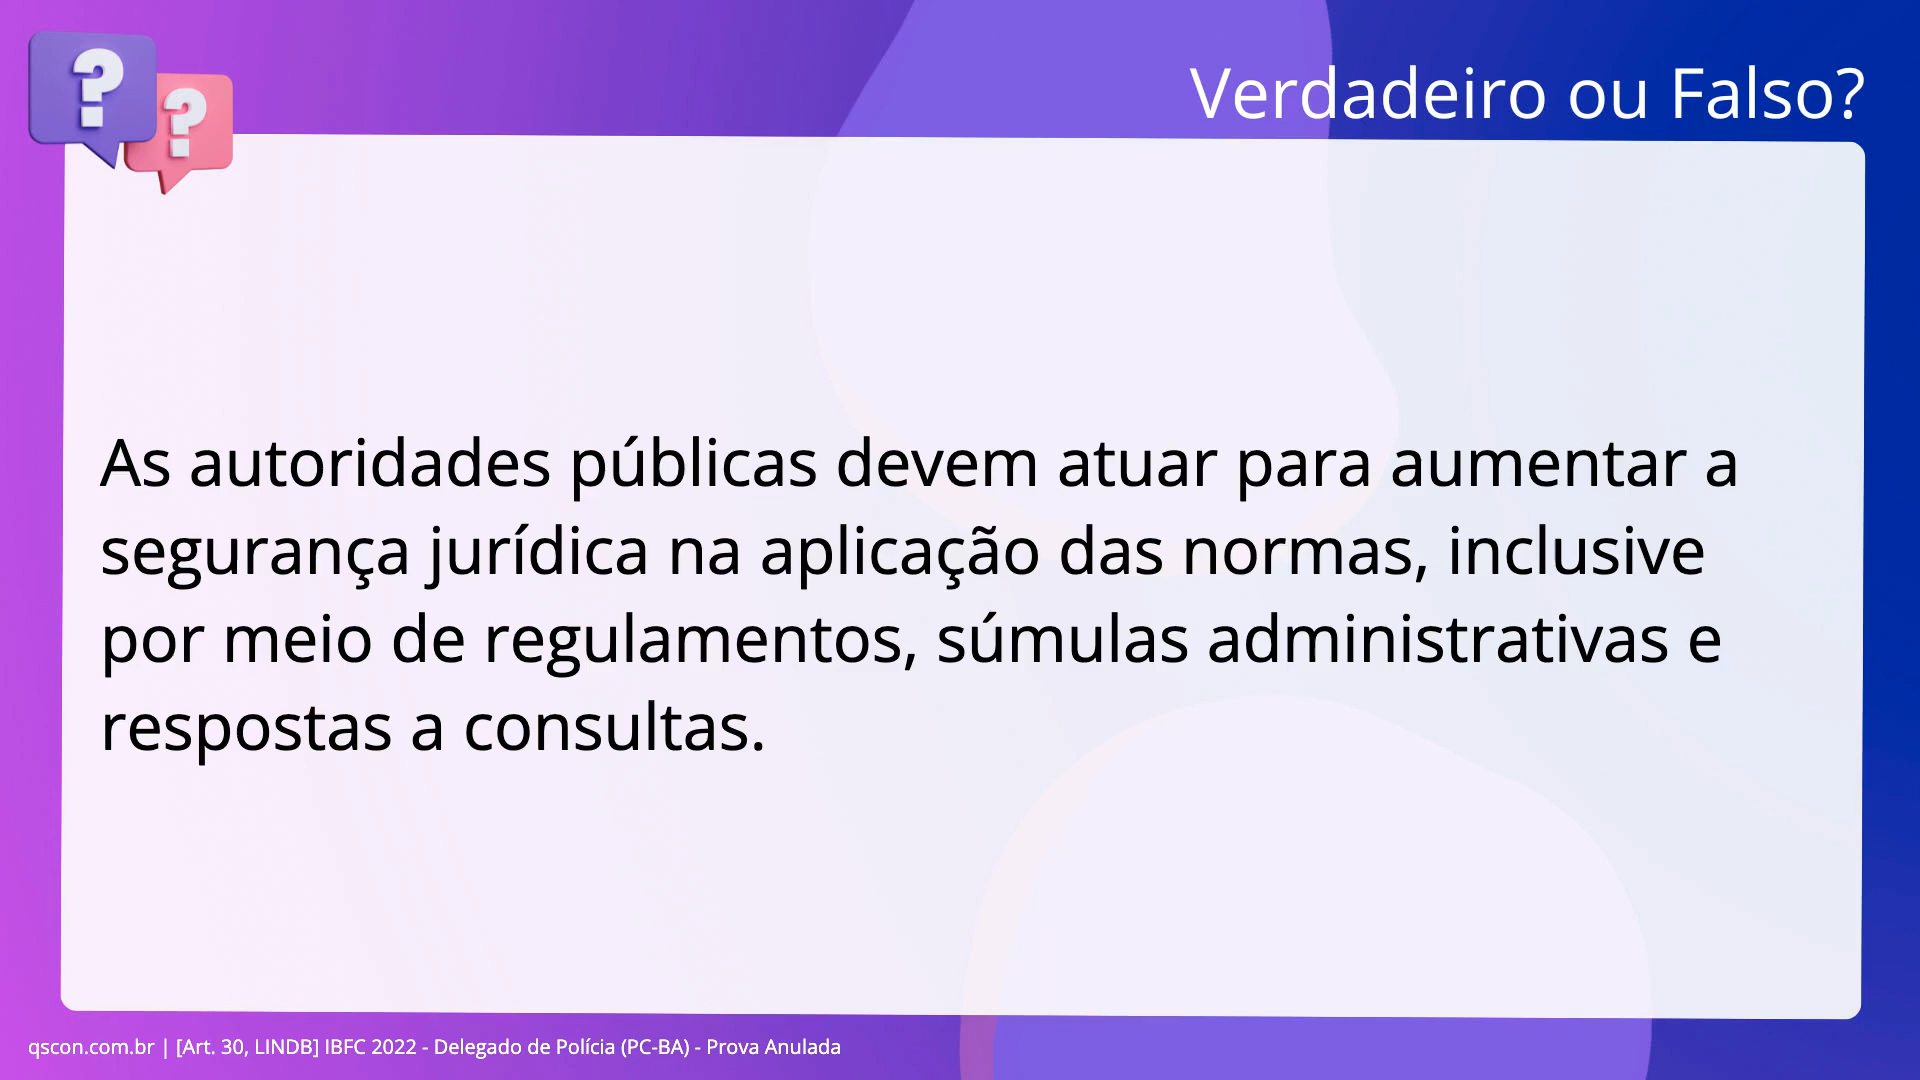 Verdadeiro ou Falso?
As autoridades públicas devem atuar para aumentar a
segurança jurídica na aplicação das normas, inclusive
por meio de regulamentos, súmulas administrativas e
respostas a consultas.
qscon.com.br | [Art. 30, LINDB] IBFC 2022 - Delegado de Polícia (PC-BA) - Prova Anulada